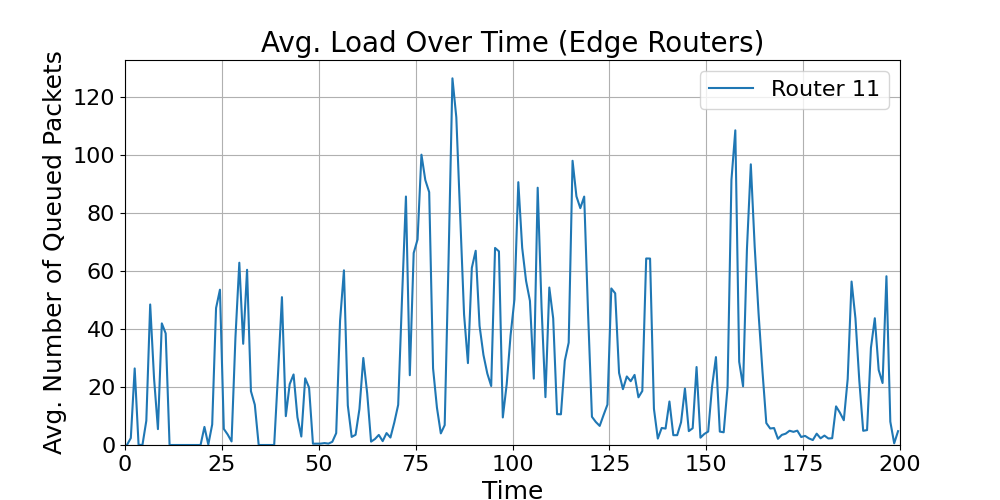 Avg. Load Over Time (Edge Routers)
Avg. Number of Queued Packets
120
100
80
60
40
20
0
Router 11
0 25 50 75 100 125 150 175 200
Time